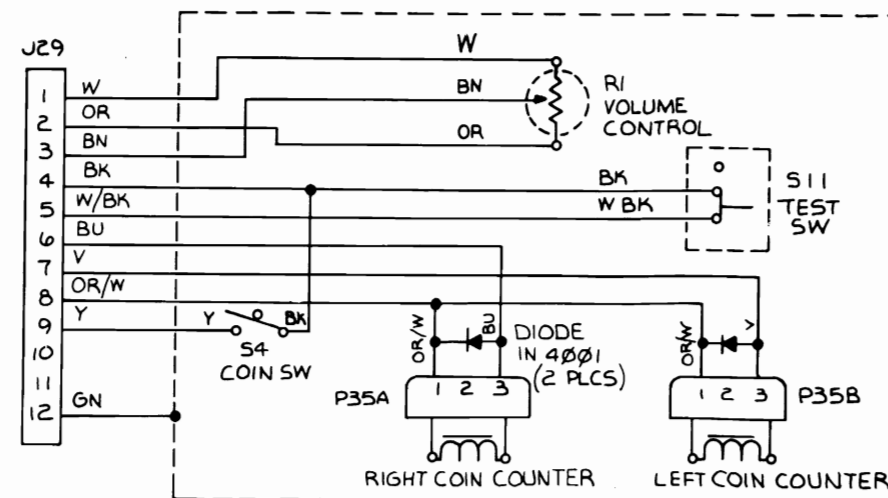 J29
1 W
2 OR
3 BN
4 BK
5 W/BK
6 BU
7 V
8 OR/W
9 Y
10
11
12 GN
W
BN
OR
R1
VOLUME
CONTROL
BK
W BK
S11
TEST
SW
Y
BK
S4
COIN SW
OR/W
BU
DIODE
IN 4001
(2 PLCS)
OR/W
V
P35A
1 2 3
1 2 3
P35B
RIGHT COIN COUNTER
LEFT COIN COUNTER